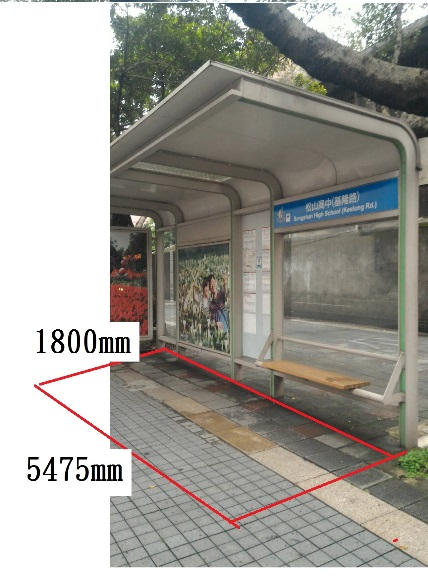 松山高中(基隆路)
Songshan High School (Keelung Rd.)
1800mm
5475mm